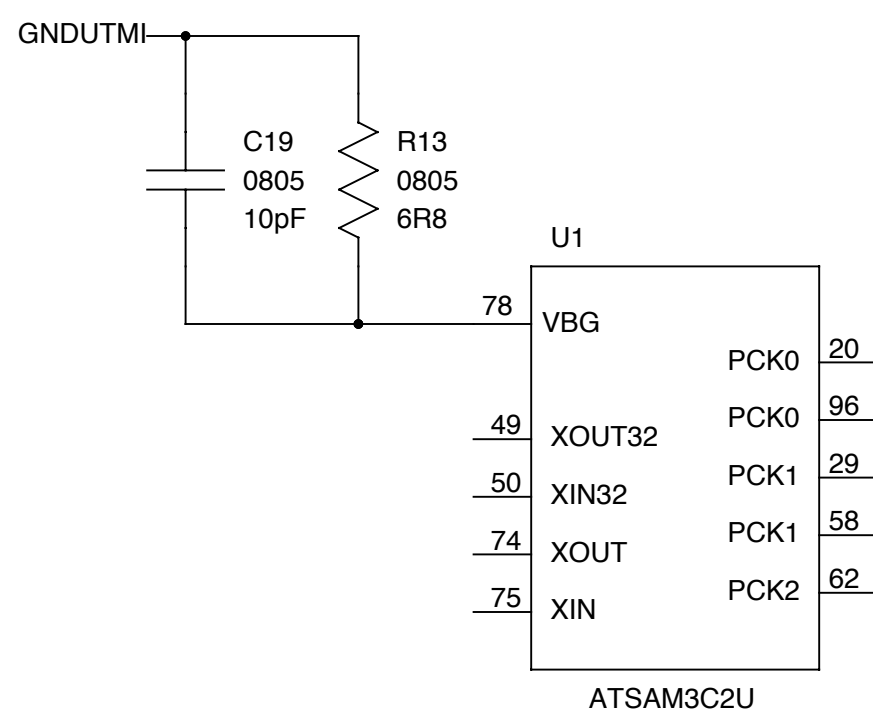 GNDUTMI
C19
0805
10pF
R13
0805
6R8
U1
78
VBG
PCK0
20
PCK0
96
49
XOUT32
PCK1
29
50
XIN32
PCK1
58
74
XOUT
PCK2
62
75
XIN
ATSAM3C2U